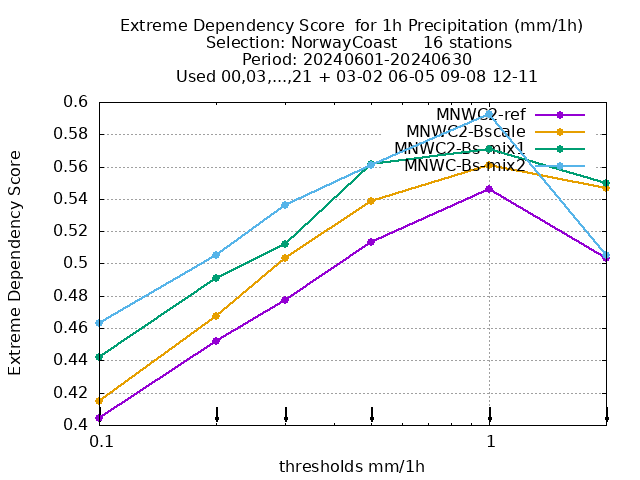 Extreme Dependency Score  for 1h Precipitation (mm/1h)
Selection: NorwayCoast     16 stations
Period: 20240601-20240630
Used 00,03,...,21 + 03-02 06-05 09-08 12-11
MNWC2-ref
MNWC2-Bscale
MNWC2-Bs-mix1
MNWC-Bs-mix2
Extreme Dependency Score
0.6
0.58
0.56
0.54
0.52
0.5
0.48
0.46
0.44
0.42
0.4
0.1
1
thresholds mm/1h